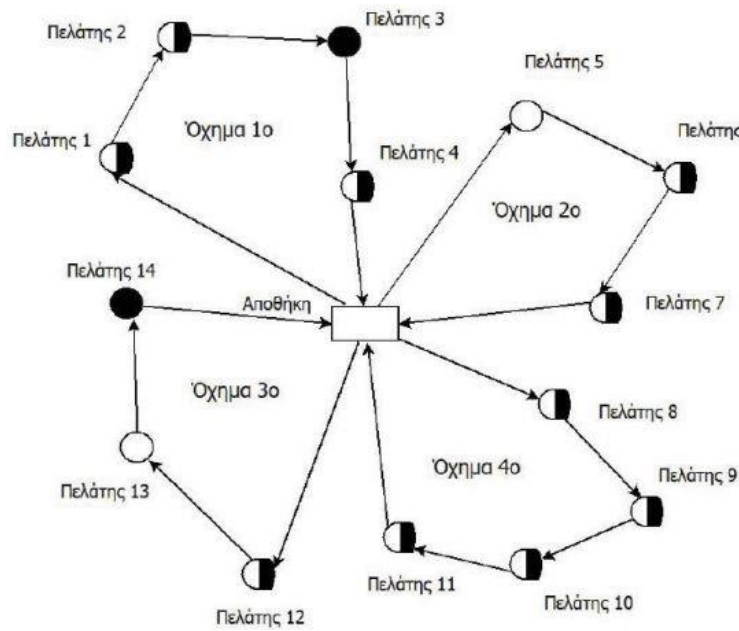 Πελάτης 2
Πελάτης 3
Πελάτης 5
Πελάτης 1
Όχημα 1ο
Πελάτης 4
Πελάτης
Όχημα 2ο
Πελάτης 14
Αποθήκη
Πελάτης 7
Όχημα 3ο
Πελάτης 8
Όχημα 4ο
Πελάτης 9
Πελάτης 13
Πελάτης 11
Πελάτης 10
Πελάτης 12